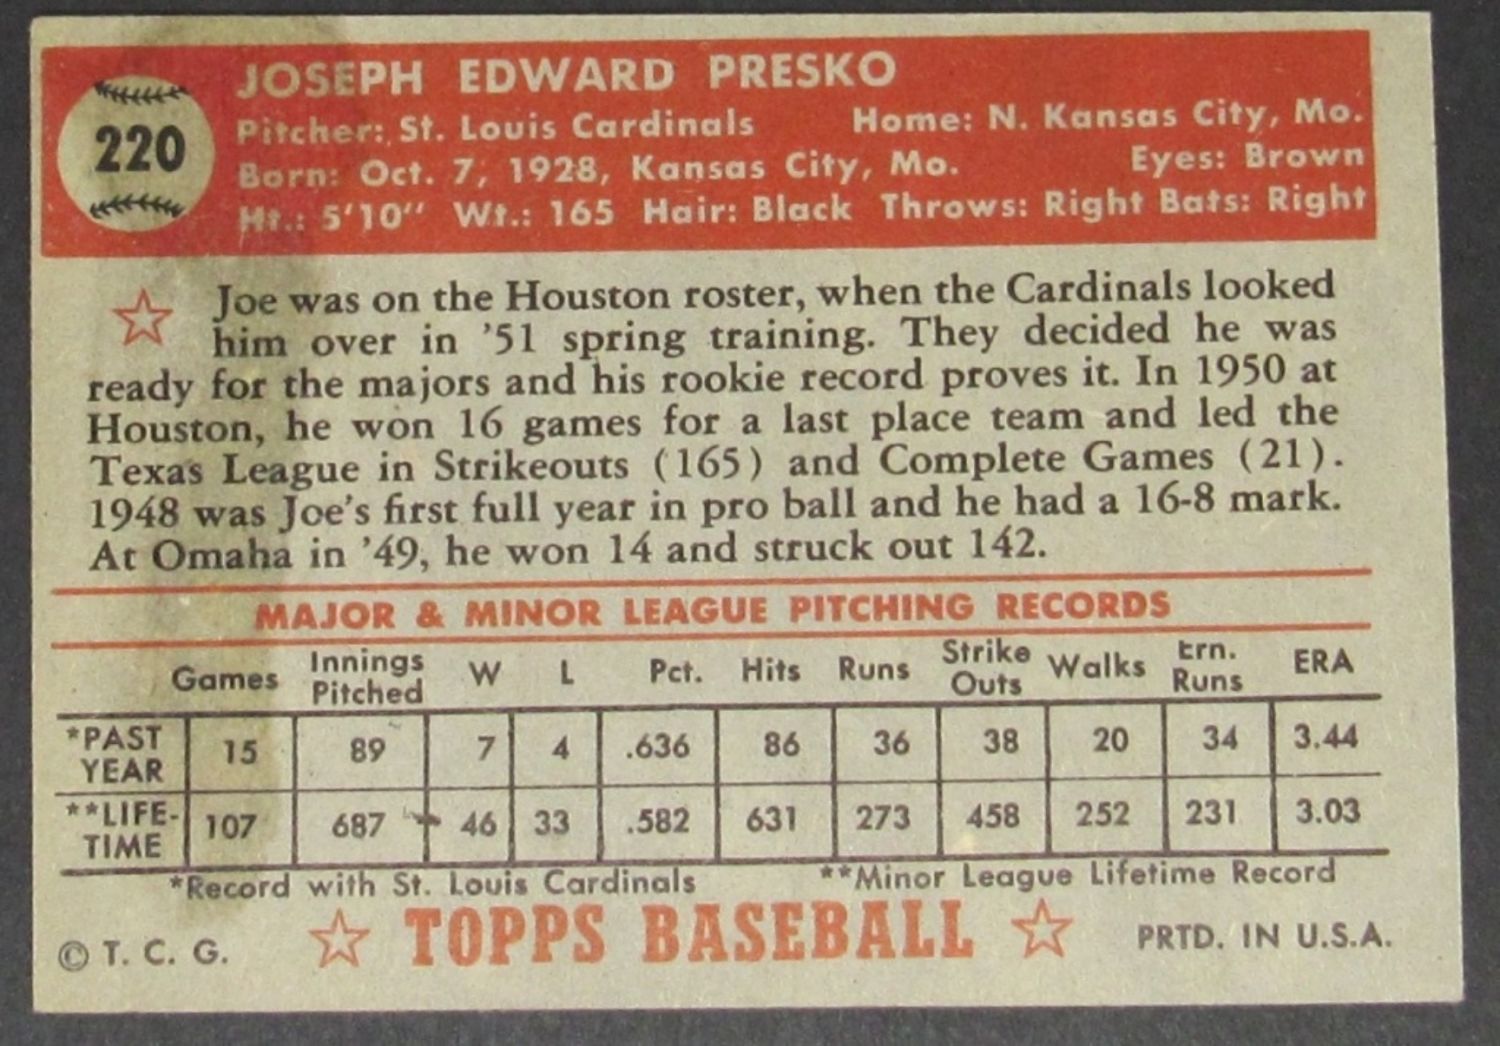 220
JOSEPH EDWARD PRESKO
Pitcher: St. Louis Cardinals Home: N. Kansas City, Mo.
Born: Oct. 7, 1928, Kansas City, Mo. Eyes: Brown
Ht.: 5'10" Wt.: 165 Hair: Black Throws: Right Bats: Right
Joe was on the Houston roster, when the Cardinals looked
him over in '51 spring training. They decided he was
ready for the majors and his rookie record proves it. In 1950 at
Houston, he won 16 games for a last place team and led the
Texas League in Strikeouts (165) and Complete Games (21).
1948 was Joe's first full year in pro ball and he had a 16-8 mark.
At Omaha in '49, he won 14 and struck out 142.
MAJOR & MINOR LEAGUE PITCHING RECORDS
Games Innings Pitched W L Pct. Hits Runs Strike Outs Walks Ern. Runs ERA
*PAST YEAR 15 89 7 4 .636 86 36 38 20 34 3.44
**LIFE-TIME 107 687 46 33 .582 631 273 458 252 231 3.03
*Record with St. Louis Cardinals **Minor League Lifetime Record
© T. C. G. TOPPS BASEBALL PRTD. IN U.S.A.